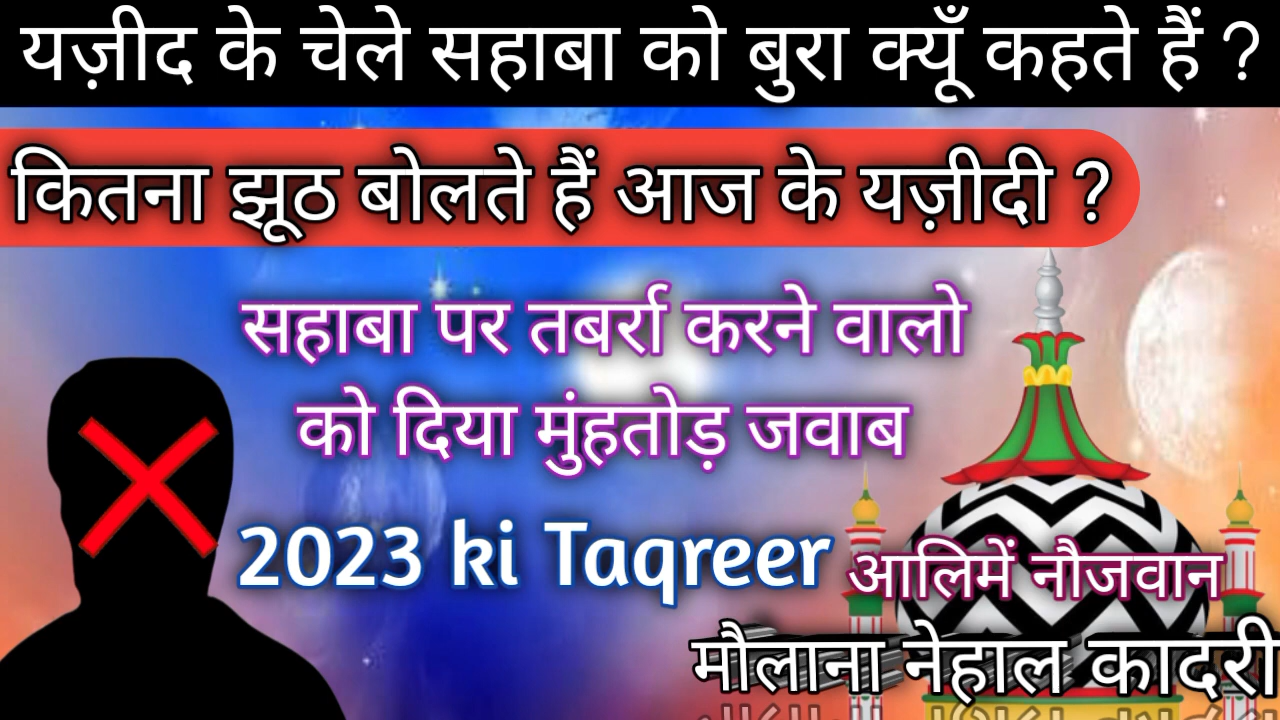 यज़ीद के चेले सहाबा को बुरा क्यूँ कहते हैं ?
कितना झूठ बोलते हैं आज के यज़ीदी ?
सहाबा पर तबर्रा करने वालो
को दिया मुंहतोड़ जवाब
2023 ki Taqreer
आलिमें नौजवान
मौलाना नेहाल कादरी